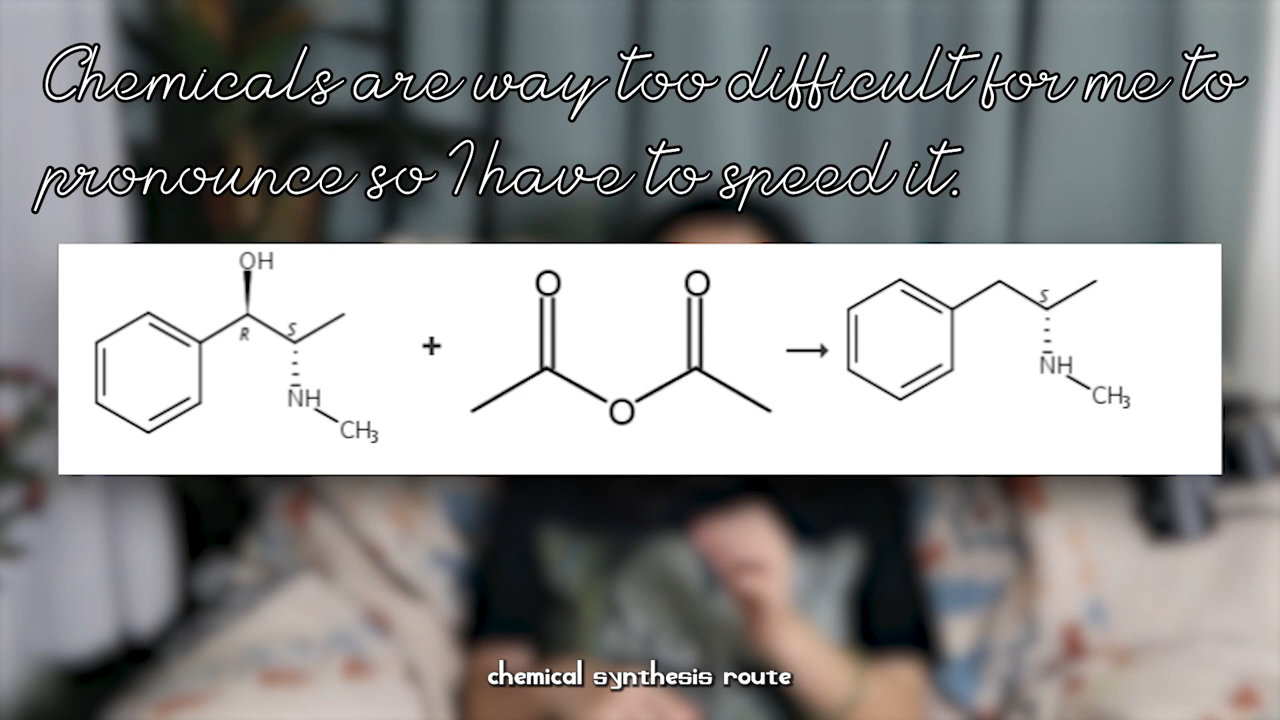 Chemicals are way too difficult for me to
pronounce so I have to speed it.
OH
R
S
NH
CH3
+
O
O
O
→
S
NH
CH3
chemical synthesis route